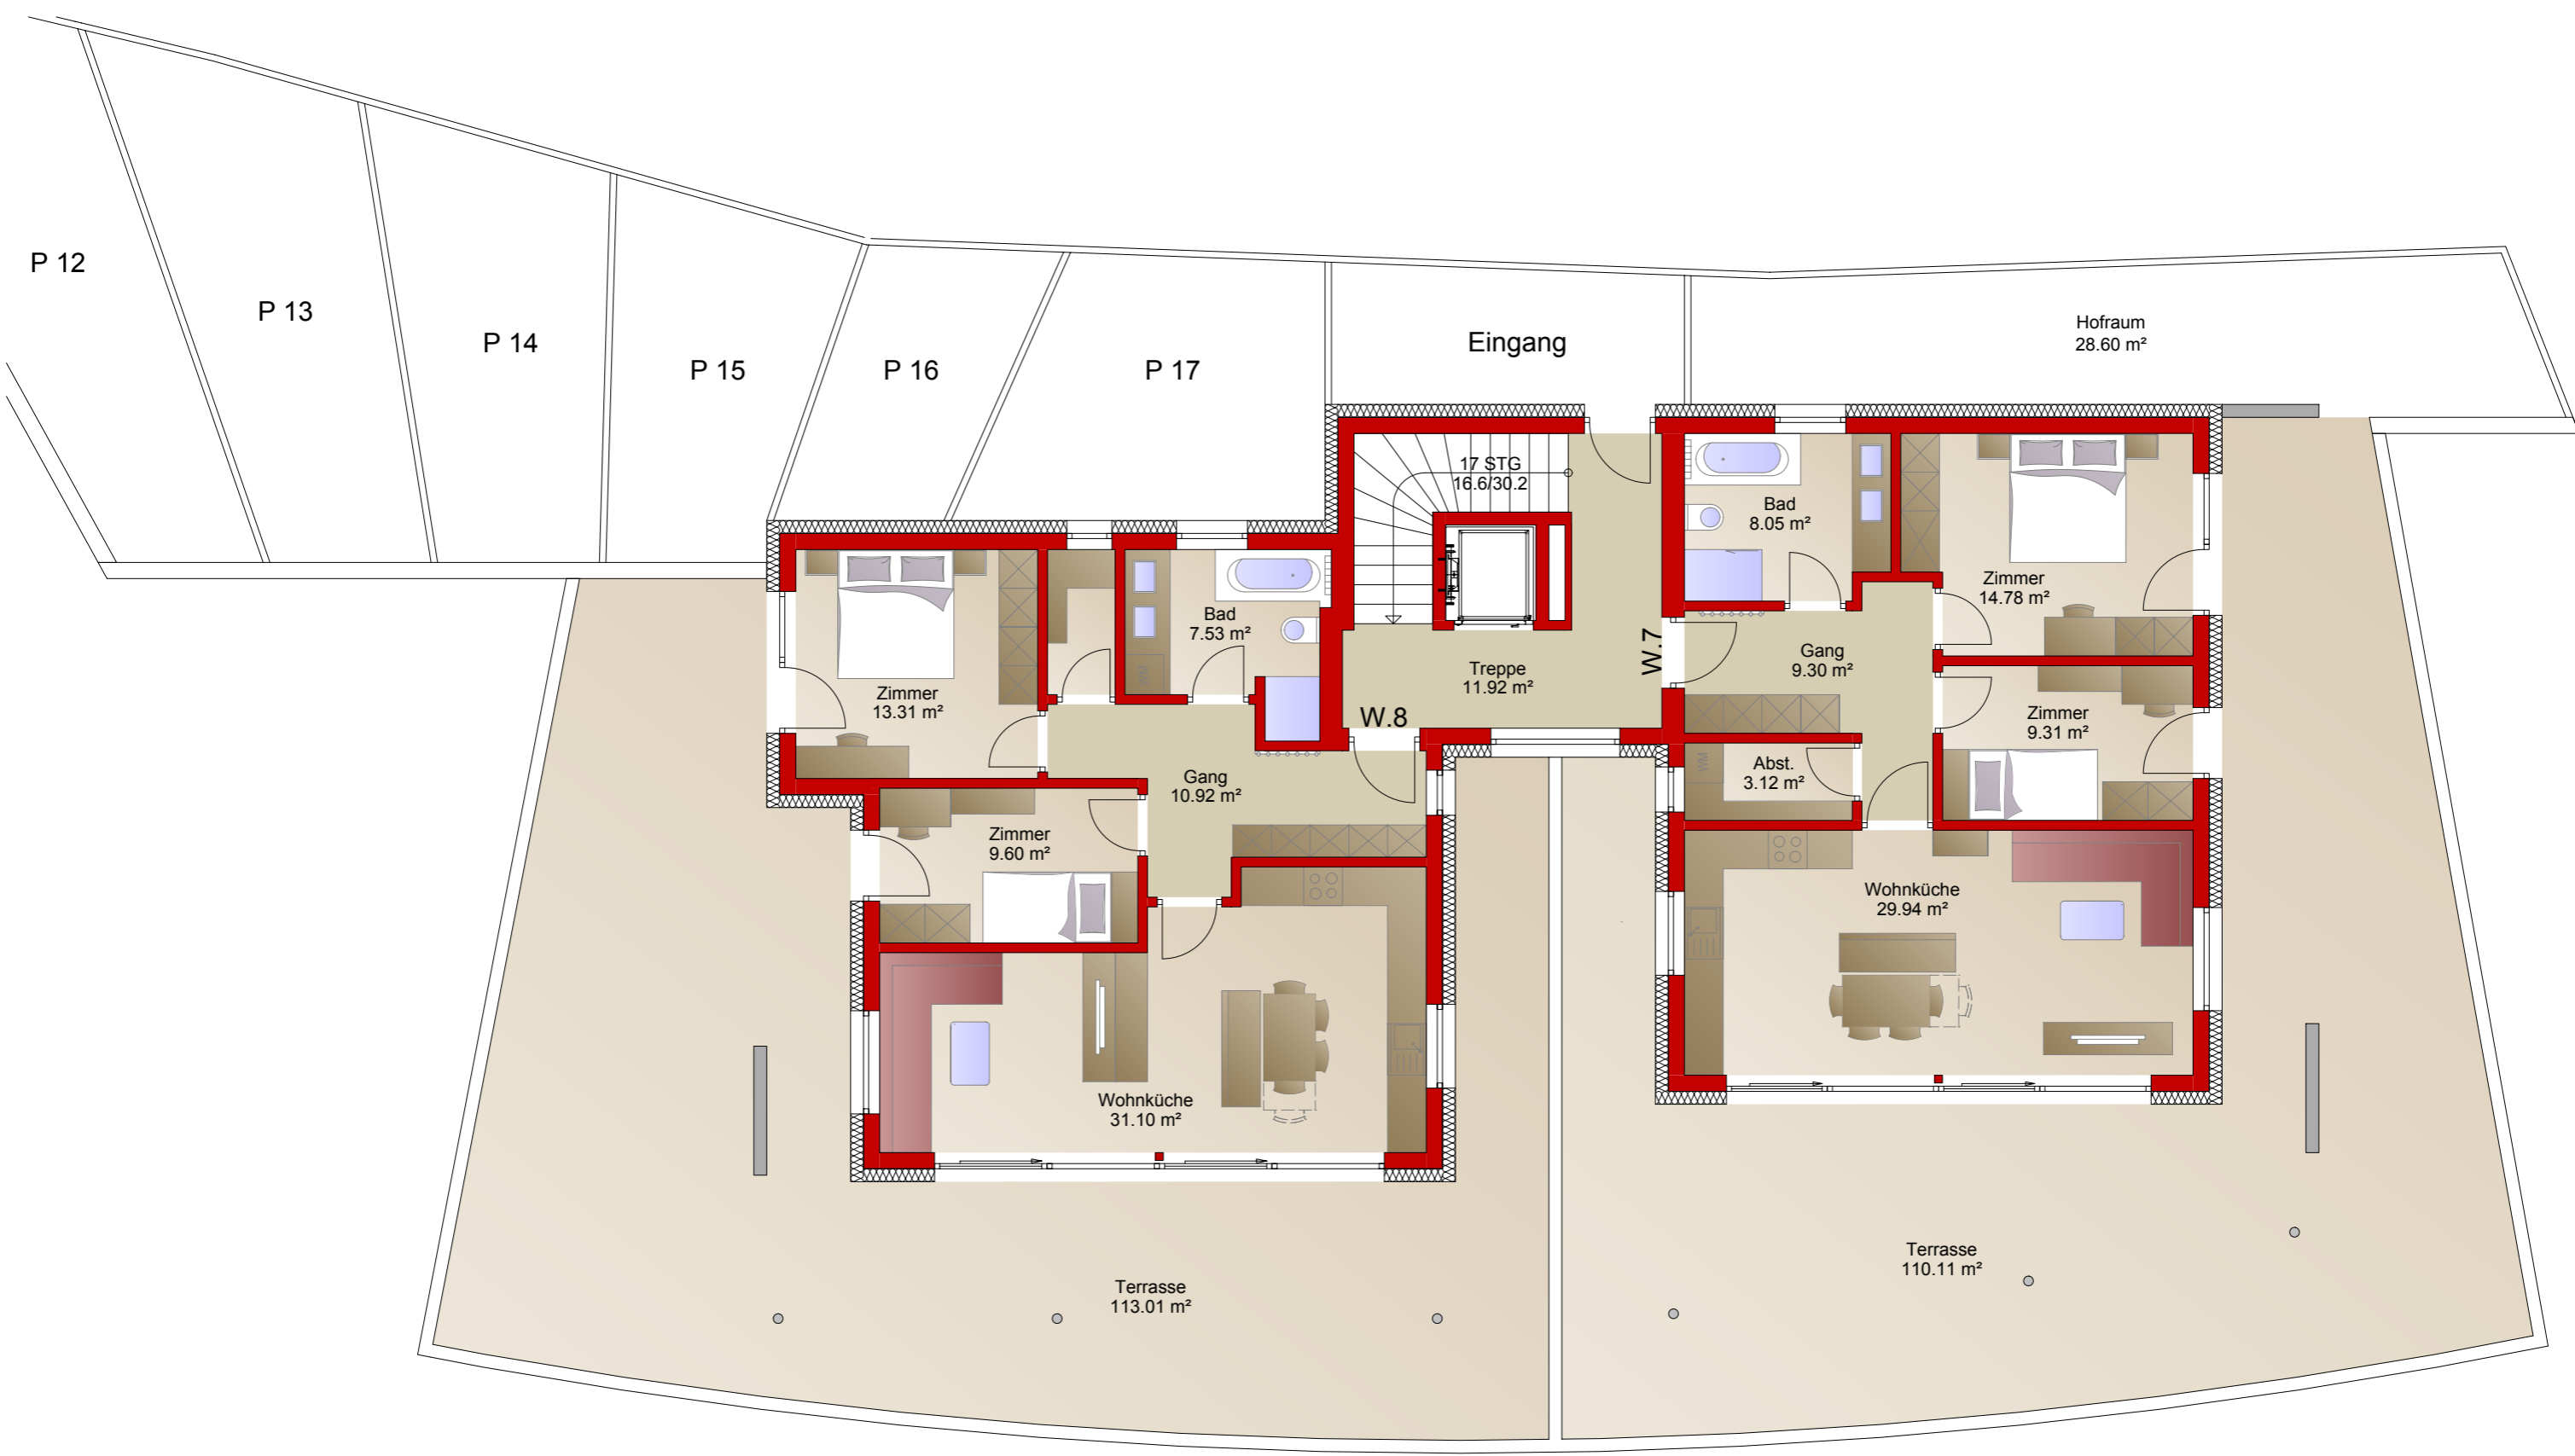 P 12
P 13
P 14
P 15
P 16
P 17
Eingang
Hofraum
28.60 m²
17 STG
16.6/30.2
Bad
8.05 m²
Zimmer
14.78 m²
Bad
7.53 m²
WM
Zimmer
13.31 m²
Treppe
11.92 m²
W.7
Gang
9.30 m²
W.8
Zimmer
9.31 m²
WM
Abst.
3.12 m²
Gang
10.92 m²
Zimmer
9.60 m²
Wohnküche
29.94 m²
Wohnküche
31.10 m²
Terrasse
110.11 m²
Terrasse
113.01 m²